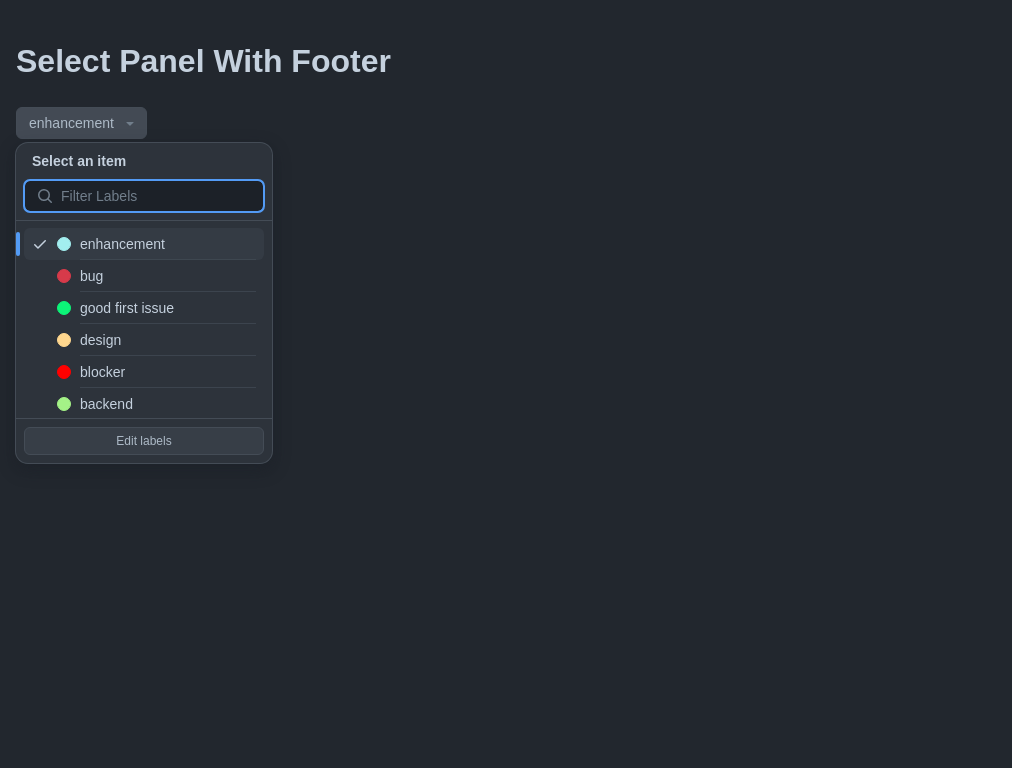 Select Panel With Footer
enhancement
Select an item
Filter Labels
enhancement
bug
good first issue
design
blocker
backend
Edit labels